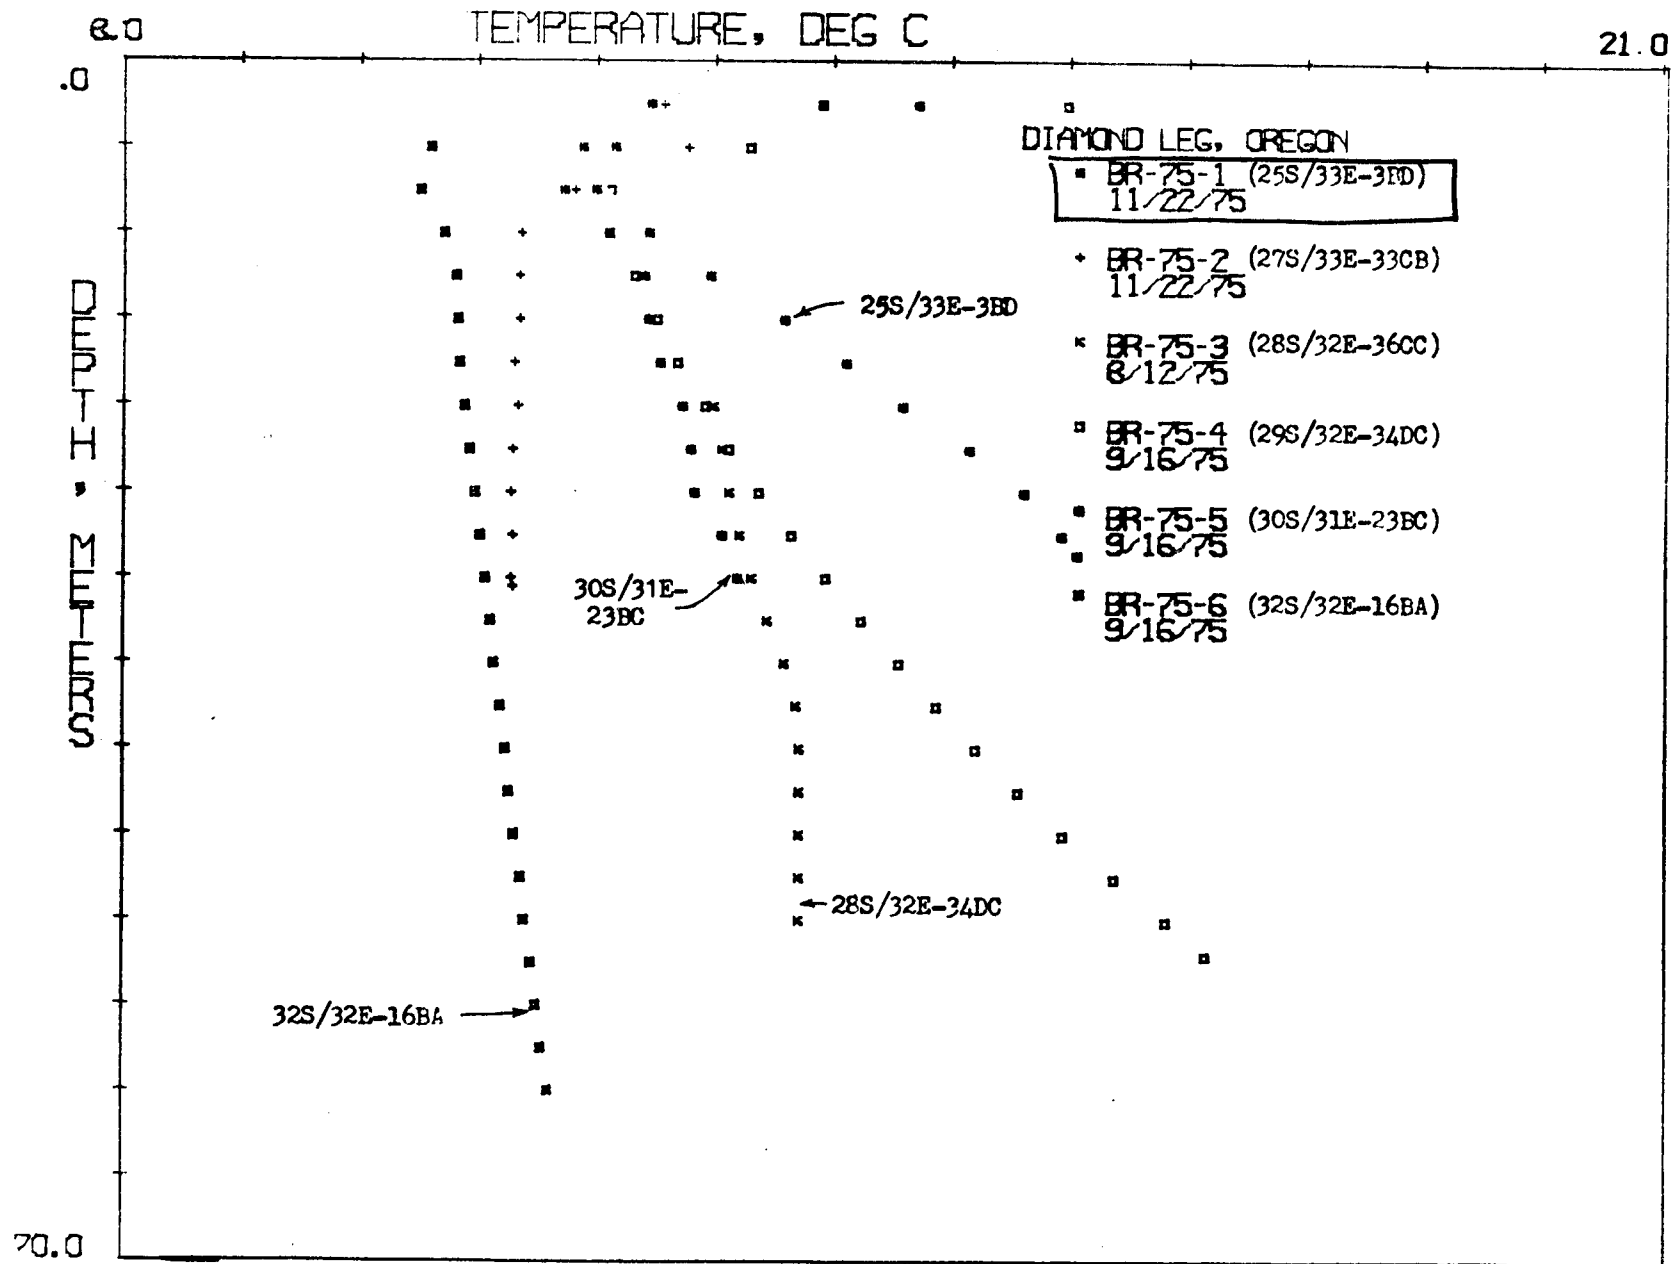 TEMPERATURE, DEG C
8.0
21.0
.0
DEPTH, METERS
70.0
DIAMOND LEG, OREGON
BR-75-1 (25S/33E-3BD)
11/22/75
BR-75-2 (27S/33E-33CB)
11/22/75
BR-75-3 (28S/32E-36CC)
8/12/75
BR-75-4 (29S/32E-34DC)
9/16/75
BR-75-5 (30S/31E-23BC)
9/16/75
BR-75-6 (32S/32E-16BA)
9/16/75
25S/33E-3BD
30S/31E-
23BC
28S/32E-34DC
32S/32E-16BA